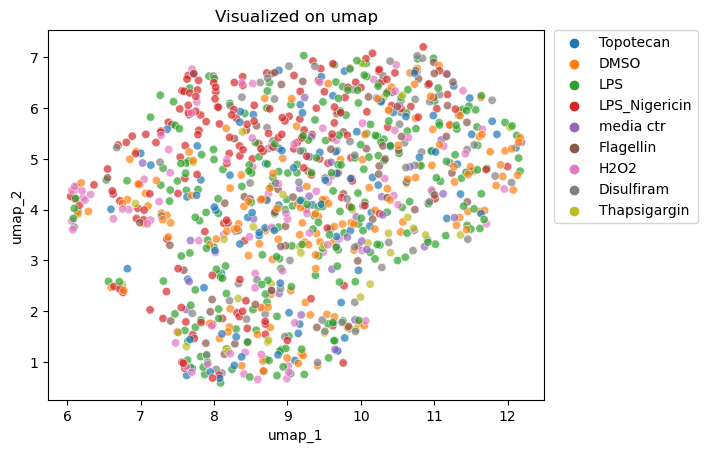 Visualized on umap
7
6
5
4
3
2
1
umap_2
6 7 8 9 10 11 12
umap_1
Topotecan
DMSO
LPS
LPS_Nigericin
media ctr
Flagellin
H2O2
Disulfiram
Thapsigargin